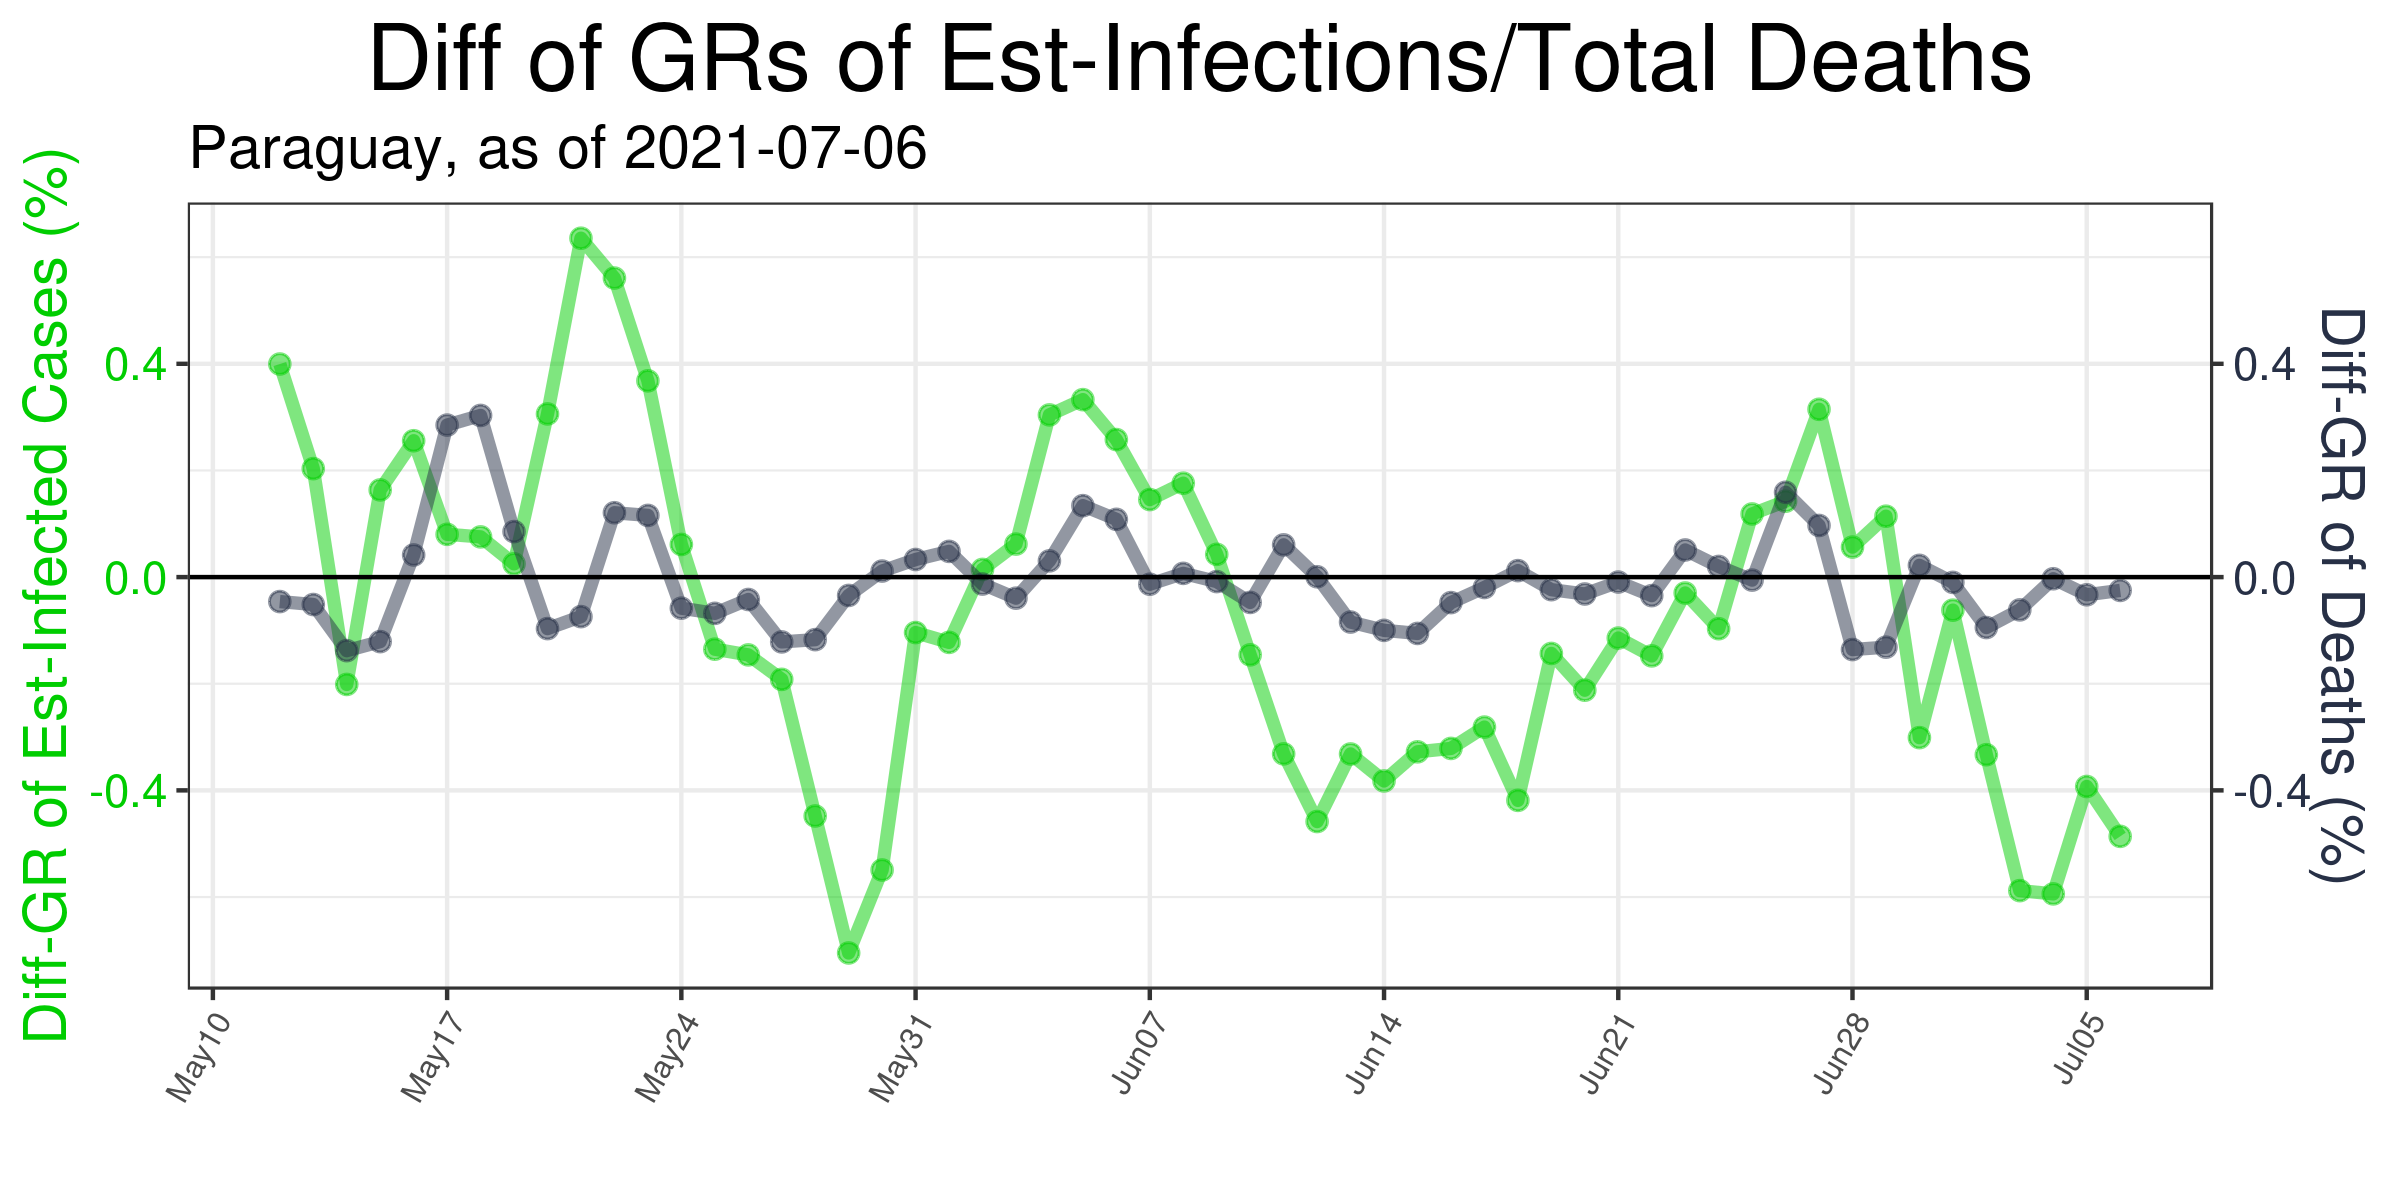 Diff of GRs of Est-Infections/Total Deaths
Paraguay, as of 2021-07-06
Diff-GR of Est-Infected Cases (%)
0.4
0.0
-0.4
0.4
0.0
-0.4
Diff-GR of Deaths (%)
May10 May17 May24 May31 Jun07 Jun14 Jun21 Jun28 Jul05